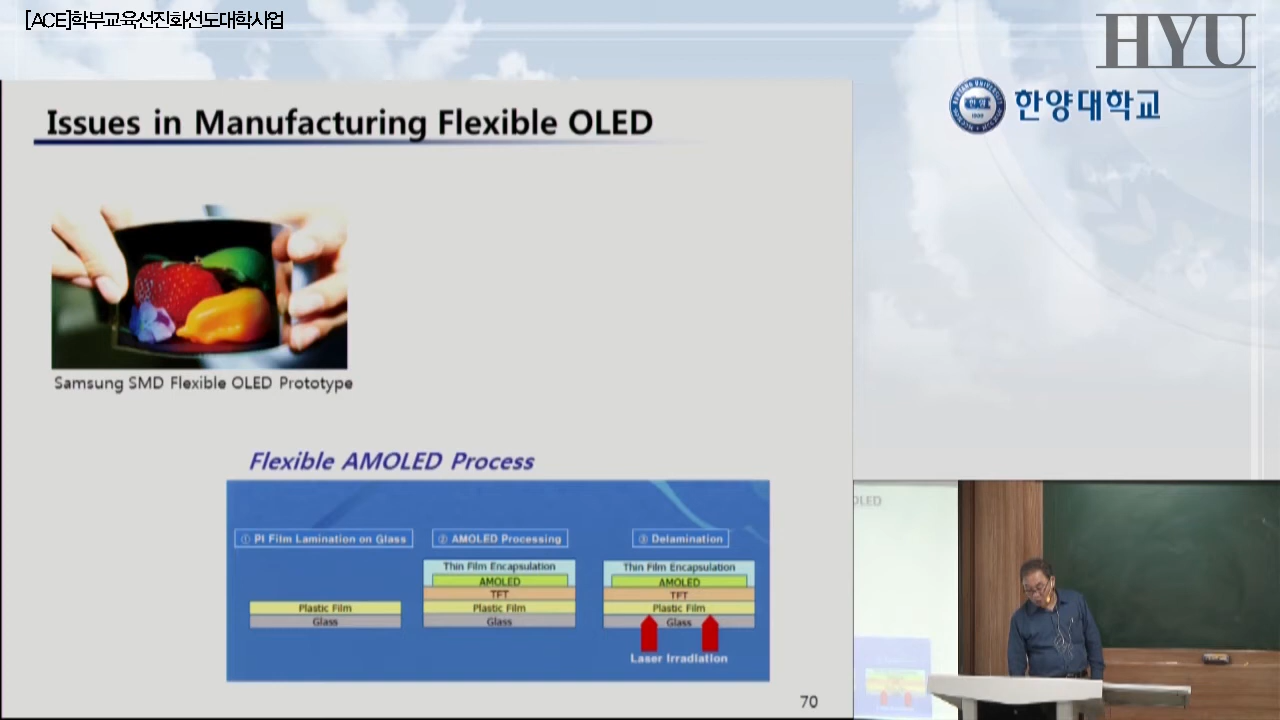 [ACE]학부교육선진화선도대학사업
HYU
한양대학교
Issues in Manufacturing Flexible OLED
Samsung SMD Flexible OLED Prototype
Flexible AMOLED Process
① PI Film Lamination on Glass
② AMOLED Processing
③ Delamination
Plastic Film
Glass
Thin Film Encapsulation
AMOLED
TFT
Plastic Film
Glass
Thin Film Encapsulation
AMOLED
TFT
Plastic Film
Glass
Laser Irradiation
70
OLED